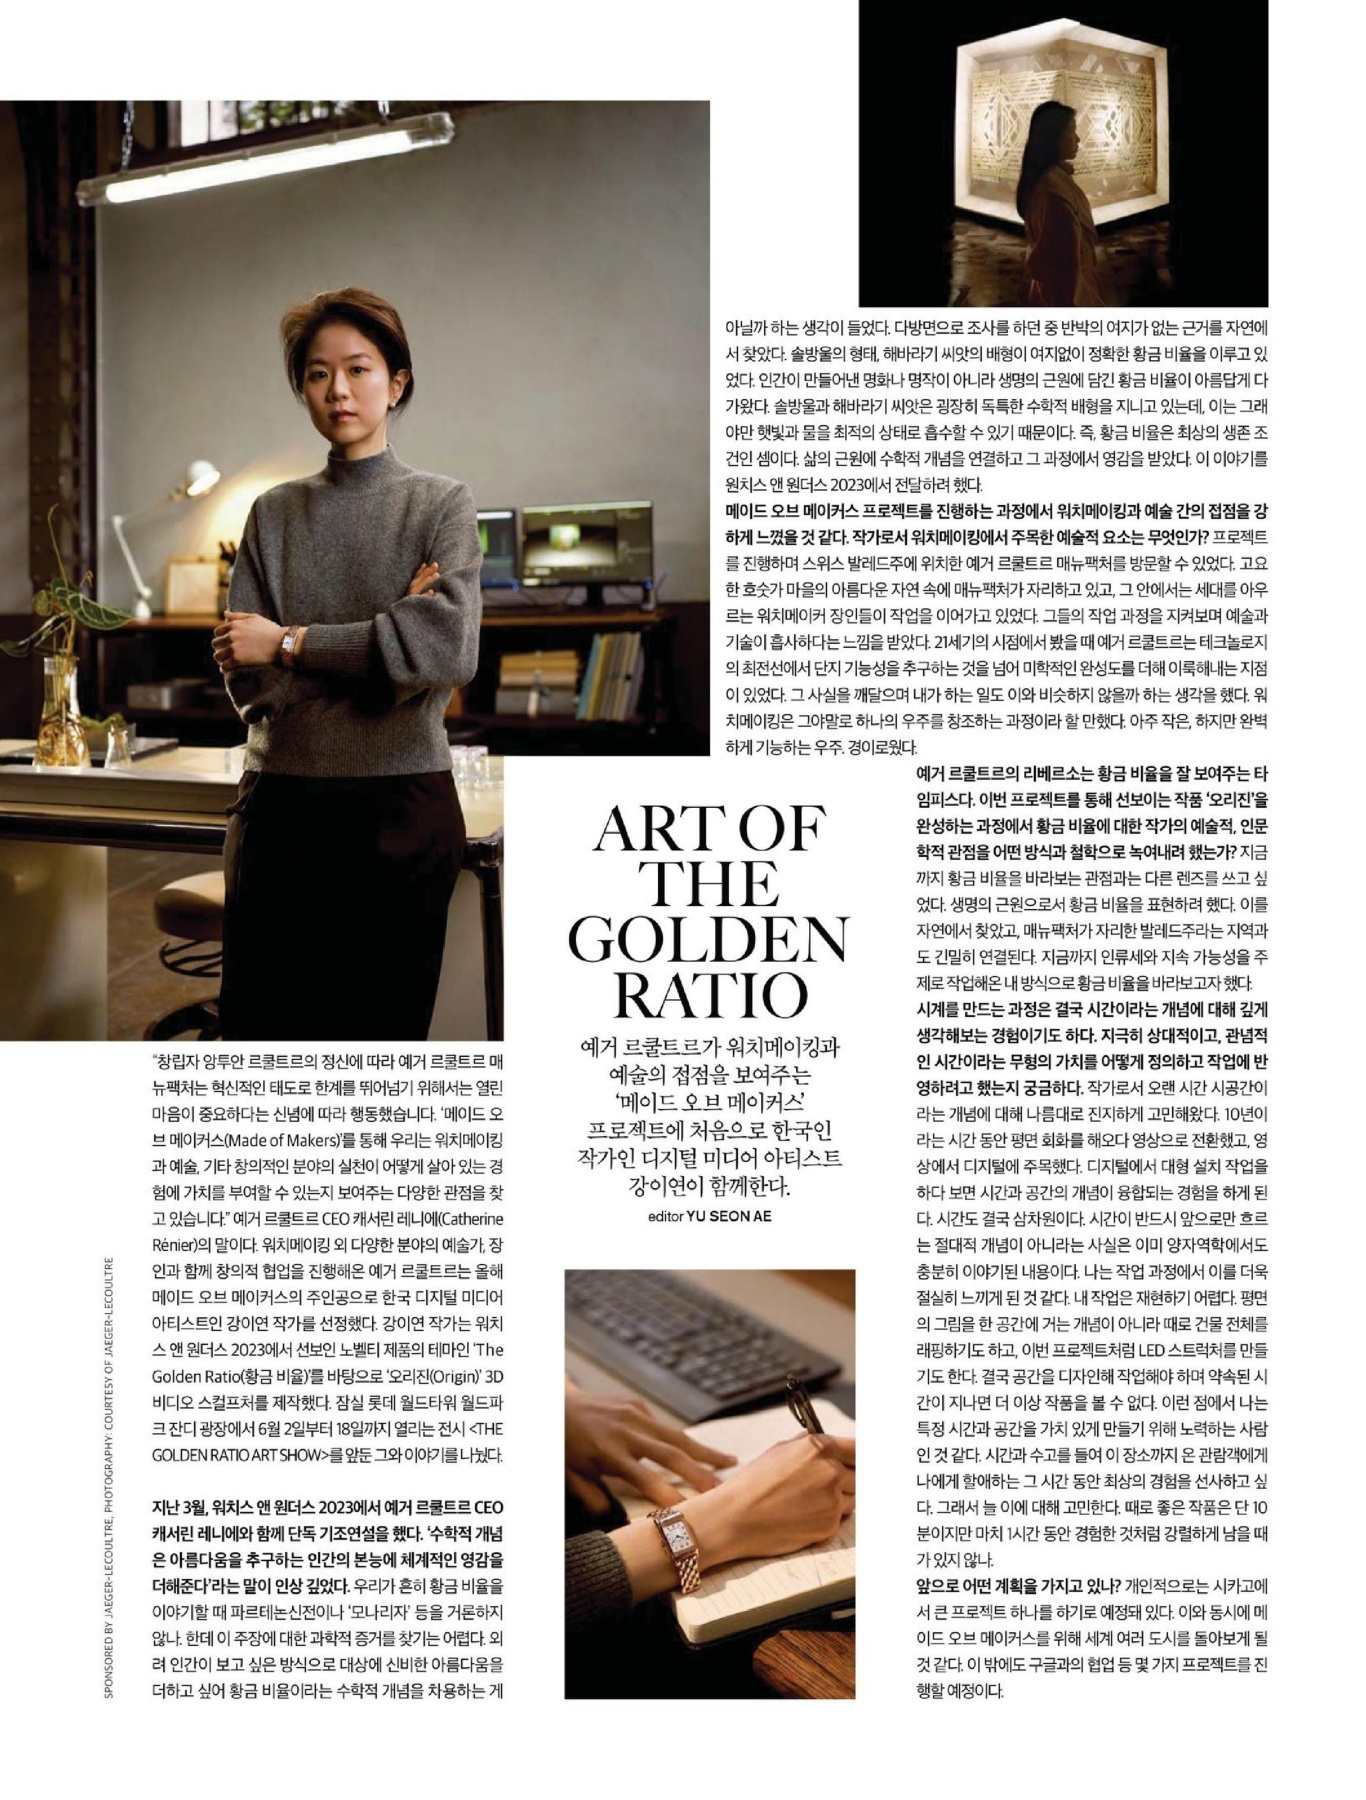 ART OF
THE
GOLDEN
RATIO
예거 르쿨트르가 워치메이킹과
예술의 접점을 보여주는
‘메이드 오브 메이커스’
프로젝트에 처음으로 한국인
작가인 디지털 미디어 아티스트
강이연이 함께한다.
editor YU SEON AE
“창립자 앙투안 르쿨트르의 정신에 따라 예거 르쿨트르 매
뉴팩처는 혁신적인 태도로 한계를 뛰어넘기 위해서는 열린
마음이 중요하다는 신념에 따라 행동했습니다. ‘메이드 오
브 메이커스(Made of Makers)’를 통해 우리는 워치메이킹
과 예술, 기타 창의적인 분야의 실천이 어떻게 살아 있는 경
험에 가치를 부여할 수 있는지 보여주는 다양한 관점을 찾
고 있습니다.” 예거 르쿨트르 CEO 캐서린 레니에(Catherine
Rénier)의 말이다. 워치메이킹 외 다양한 분야의 예술가, 장
인과 함께 창의적 협업을 진행해온 예거 르쿨트르는 올해
메이드 오브 메이커스의 주인공으로 한국 디지털 미디어
아티스트인 강이연 작가를 선정했다. 강이연 작가는 워치
스 앤 원더스 2023에서 선보인 노벨티 제품의 테마인 ‘The
Golden Ratio(황금 비율)’를 바탕으로 ‘오리진(Origin)’ 3D
비디오 스컬프처를 제작했다. 잠실 롯데 월드타워 월드파
크 잔디 광장에서 6월 2일부터 18일까지 열리는 전시 <THE
GOLDEN RATIO ART SHOW>를 앞둔 그와 이야기를 나눴다.
지난 3월, 워치스 앤 원더스 2023에서 예거 르쿨트르 CEO
캐서린 레니에와 함께 단독 기조연설을 했다. ‘수학적 개념
은 아름다움을 추구하는 인간의 본능에 체계적인 영감을
더해준다’라는 말이 인상 깊었다. 우리가 흔히 황금 비율을
이야기할 때 파르테논신전이나 ‘모나리자’ 등을 거론하지
않나. 한데 이 주장에 대한 과학적 증거를 찾기는 어렵다. 외
려 인간이 보고 싶은 방식으로 대상에 신비한 아름다움을
더하고 싶어 황금 비율이라는 수학적 개념을 차용하는 게
아닐까 하는 생각이 들었다. 다방면으로 조사를 하던 중 반박의 여지가 없는 근거를 자연에
서 찾았다. 솔방울의 형태, 해바라기 씨앗의 배형이 여지없이 정확한 황금 비율을 이루고 있
었다. 인간이 만들어낸 명화나 명작이 아니라 생명의 근원에 담긴 황금 비율이 아름답게 다
가왔다. 솔방울과 해바라기 씨앗은 굉장히 독특한 수학적 배형을 지니고 있는데, 이는 그래
야만 햇빛과 물을 최적의 상태로 흡수할 수 있기 때문이다. 즉, 황금 비율은 최상의 생존 조
건인 셈이다. 삶의 근원에 수학적 개념을 연결하고 그 과정에서 영감을 받았다. 이 이야기를
원치스 앤 원더스 2023에서 전달하려 했다.
메이드 오브 메이커스 프로젝트를 진행하는 과정에서 워치메이킹과 예술 간의 접점을 강
하게 느꼈을 것 같다. 작가로서 워치메이킹에서 주목한 예술적 요소는 무엇인가? 프로젝트
를 진행하며 스위스 발레드주에 위치한 예거 르쿨트르 매뉴팩처를 방문할 수 있었다. 고요
한 호숫가 마을의 아름다운 자연 속에 매뉴팩처가 자리하고 있고, 그 안에서는 세대를 아우
르는 워치메이커 장인들이 작업을 이어가고 있었다. 그들의 작업 과정을 지켜보며 예술과
기술이 흡사하다는 느낌을 받았다. 21세기의 시점에서 봤을 때 예거 르쿨트르는 테크놀로지
의 최전선에서 단지 기능성을 추구하는 것을 넘어 미학적인 완성도를 더해 이룩해내는 지점
이 있었다. 그 사실을 깨달으며 내가 하는 일도 이와 비슷하지 않을까 하는 생각을 했다. 워
치메이킹은 그야말로 하나의 우주를 창조하는 과정이라 할 만했다. 아주 작은, 하지만 완벽
하게 기능하는 우주. 경이로웠다.
예거 르쿨트르의 리베르소는 황금 비율을 잘 보여주는 타
임피스다. 이번 프로젝트를 통해 선보이는 작품 ‘오리진’을
완성하는 과정에서 황금 비율에 대한 작가의 예술적, 인문
학적 관점을 어떤 방식과 철학으로 녹여내려 했는가? 지금
까지 황금 비율을 바라보는 관점과는 다른 렌즈를 쓰고 싶
었다. 생명의 근원으로서 황금 비율을 표현하려 했다. 이를
자연에서 찾았고, 매뉴팩처가 자리한 발레드주라는 지역과
도 긴밀히 연결된다. 지금까지 인류세와 지속 가능성을 주
제로 작업해온 내 방식으로 황금 비율을 바라보고자 했다.
시계를 만드는 과정은 결국 시간이라는 개념에 대해 깊게
생각해보는 경험이기도 하다. 지극히 상대적이고, 관념적
인 시간이라는 무형의 가치를 어떻게 정의하고 작업에 반
영하려고 했는지 궁금하다. 작가로서 오랜 시간 시공간이
라는 개념에 대해 나름대로 진지하게 고민해왔다. 10년이
라는 시간 동안 평면 회화를 해오다 영상으로 전환했고, 영
상에서 디지털에 주목했다. 디지털에서 대형 설치 작업을
하다 보면 시간과 공간의 개념이 융합되는 경험을 하게 된
다. 시간도 결국 삼차원이다. 시간이 반드시 앞으로만 흐르
는 절대적 개념이 아니라는 사실은 이미 양자역학에서도
충분히 이야기된 내용이다. 나는 작업 과정에서 이를 더욱
절실히 느끼게 된 것 같다. 내 작업은 재현하기 어렵다. 평면
의 그림을 한 공간에 거는 개념이 아니라 때로 건물 전체를
래핑하기도 하고, 이번 프로젝트처럼 LED 스트럭처를 만들
기도 한다. 결국 공간을 디자인해 작업해야 하며 약속된 시
간이 지나면 더 이상 작품을 볼 수 없다. 이런 점에서 나는
특정 시간과 공간을 가치 있게 만들기 위해 노력하는 사람
인 것 같다. 시간과 수고를 들여 이 장소까지 온 관람객에게
나에게 할애하는 그 시간 동안 최상의 경험을 선사하고 싶
다. 그래서 늘 이에 대해 고민한다. 때로 좋은 작품은 단 10
분이지만 마치 1시간 동안 경험한 것처럼 강렬하게 남을 때
가 있지 않나.
앞으로 어떤 계획을 가지고 있나? 개인적으로는 시카고에
서 큰 프로젝트 하나를 하기로 예정돼 있다. 이와 동시에 메
이드 오브 메이커스를 위해 세계 여러 도시를 돌아보게 될
것 같다. 이 밖에도 구글과의 협업 등 몇 가지 프로젝트를 진
행할 예정이다.
SPONSORED BY JAEGER-LECOULTRE, PHOTOGRAPHY: COURTESY OF JAEGER-LECOULTRE